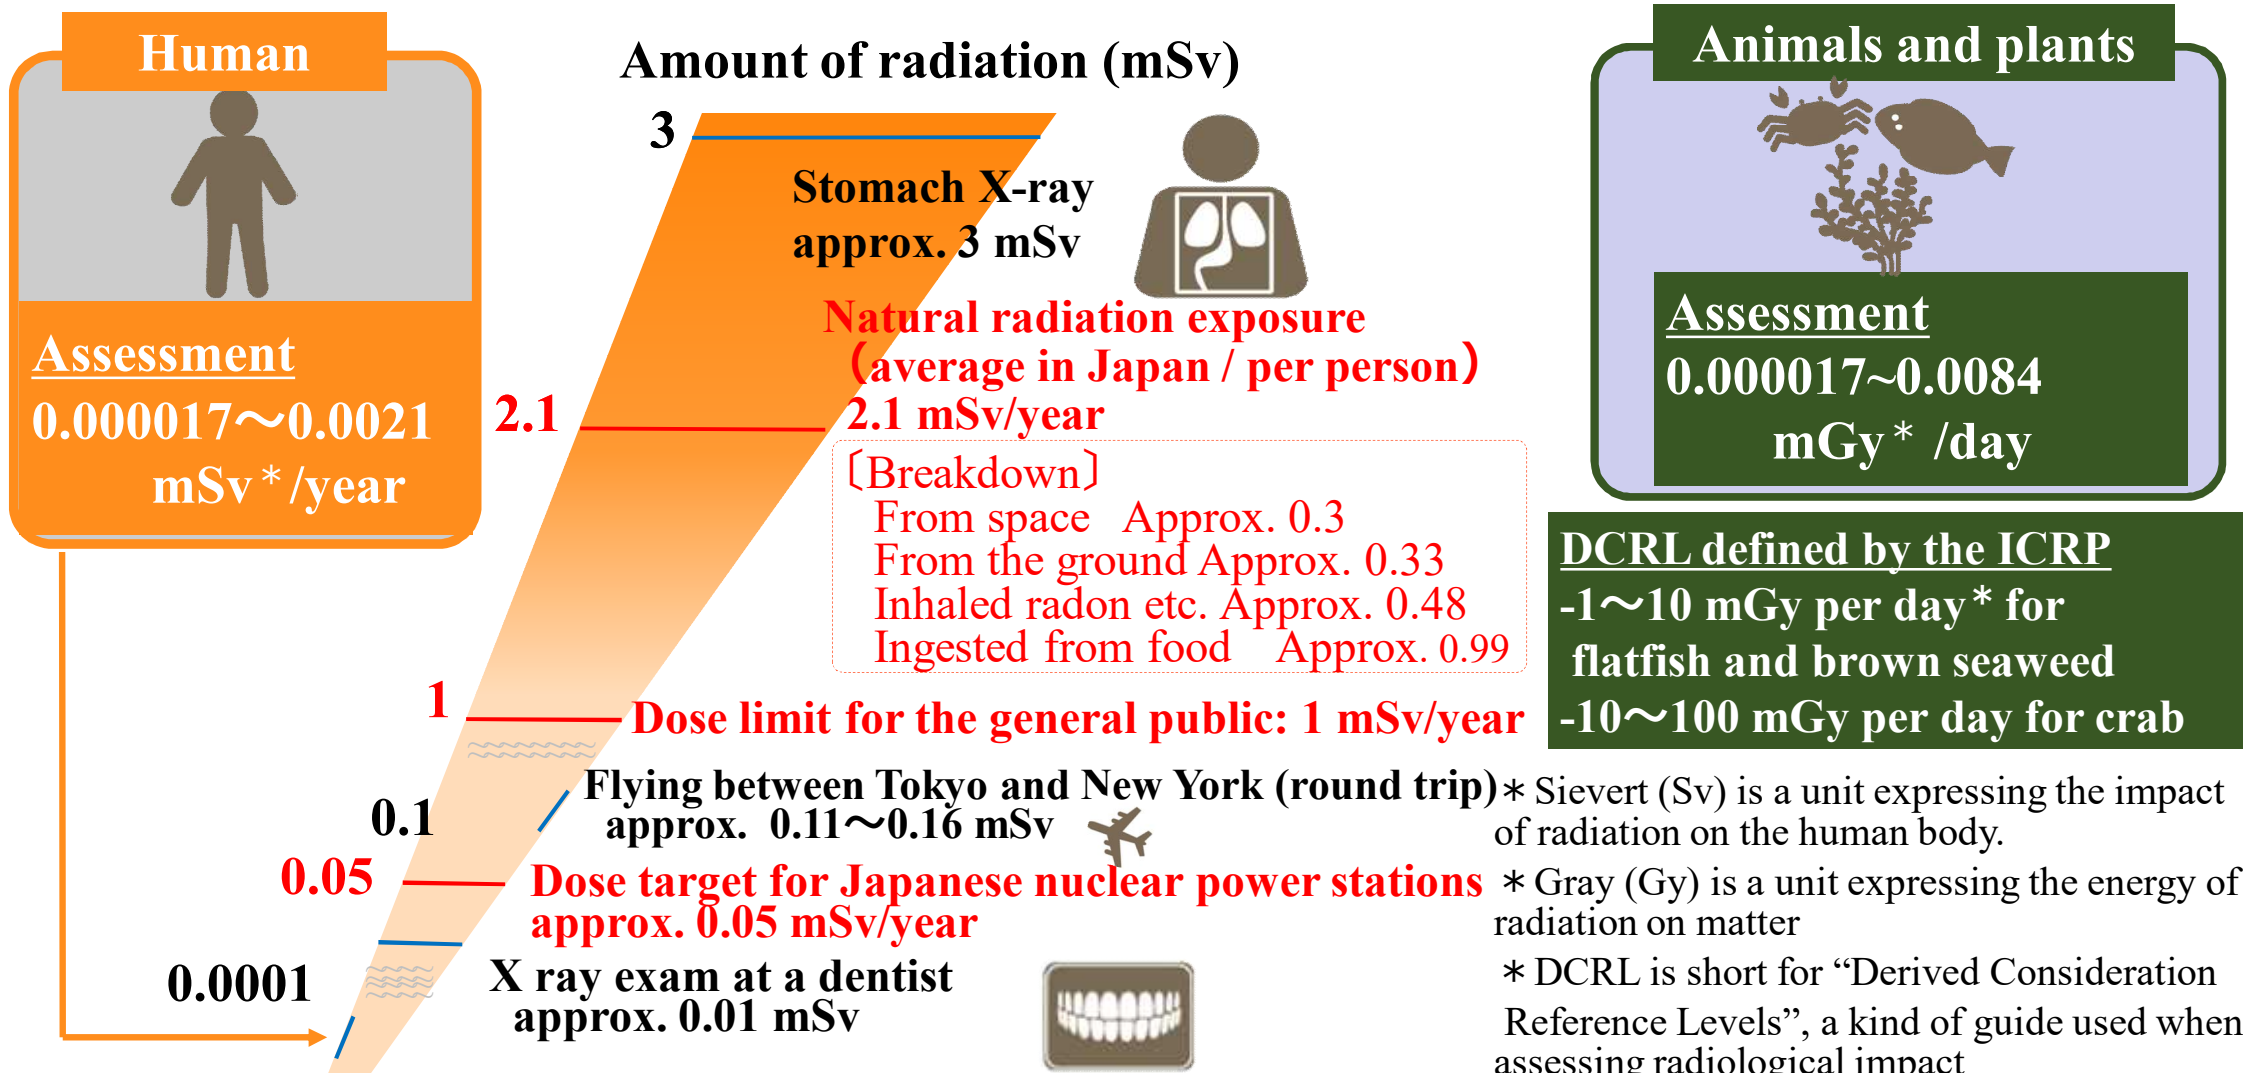 Human
Assessment
0.000017～0.0021
mSv＊/year
Amount of radiation (mSv)
3
Stomach X-ray
approx. 3 mSv
Natural radiation exposure
（average in Japan / per person）
2.1
2.1 mSv/year
〔Breakdown〕
From space Approx. 0.3
From the ground Approx. 0.33
Inhaled radon etc. Approx. 0.48
Ingested from food Approx. 0.99
1
Dose limit for the general public: 1 mSv/year
Flying between Tokyo and New York (round trip)
0.1
approx. 0.11～0.16 mSv
0.05
Dose target for Japanese nuclear power stations
approx. 0.05 mSv/year
0.0001
X ray exam at a dentist
approx. 0.01 mSv
Animals and plants
Assessment
0.000017~0.0084
mGy＊ /day
DCRL defined by the ICRP
-1～10 mGy per day＊ for
flatfish and brown seaweed
-10～100 mGy per day for crab
＊Sievert (Sv) is a unit expressing the impact
of radiation on the human body.
＊Gray (Gy) is a unit expressing the energy of
radiation on matter
＊DCRL is short for “Derived Consideration
Reference Levels”, a kind of guide used when
assessing radiological impact